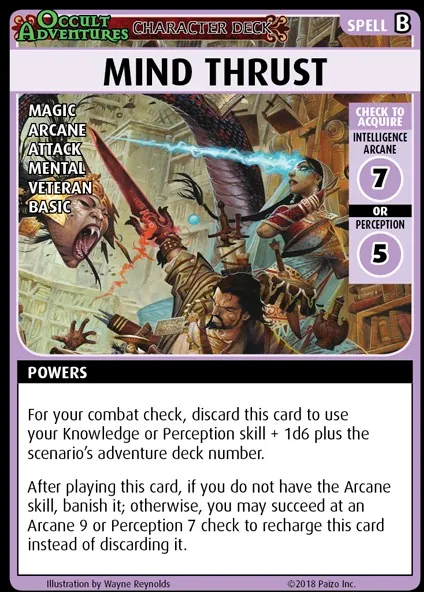 OCCULT ADVENTURES CHARACTER DECK SPELL B
MIND THRUST
MAGIC
ARCANE
ATTACK
MENTAL
VETERAN
BASIC
CHECK TO
ACQUIRE
INTELLIGENCE
ARCANE
7
OR
PERCEPTION
5
POWERS
For your combat check, discard this card to use
your Knowledge or Perception skill + 1d6 plus the
scenario’s adventure deck number.
After playing this card, if you do not have the Arcane
skill, banish it; otherwise, you may succeed at an
Arcane 9 or Perception 7 check to recharge this card
instead of discarding it.
Illustration by Wayne Reynolds ©2018 Paizo Inc.